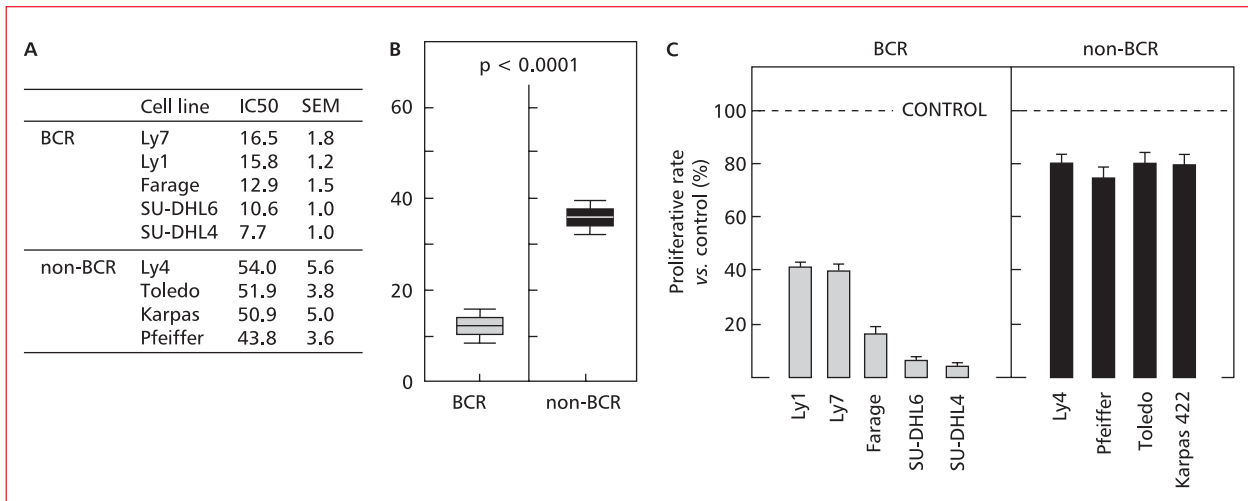 A
Cell line IC50 SEM
BCR Ly7 16.5 1.8
Ly1 15.8 1.2
Farage 12.9 1.5
SU-DHL6 10.6 1.0
SU-DHL4 7.7 1.0
non-BCR Ly4 54.0 5.6
Toledo 51.9 3.8
Karpas 50.9 5.0
Pfeiffer 43.8 3.6
B
p < 0.0001
60
40
20
0
BCR non-BCR
C
BCR non-BCR
Proliferative rate
vs. control (%)
100
80
60
40
20
CONTROL
Ly1
Ly7
Farage
SU-DHL6
SU-DHL4
Ly4
Pfeiffer
Toledo
Karpas 422